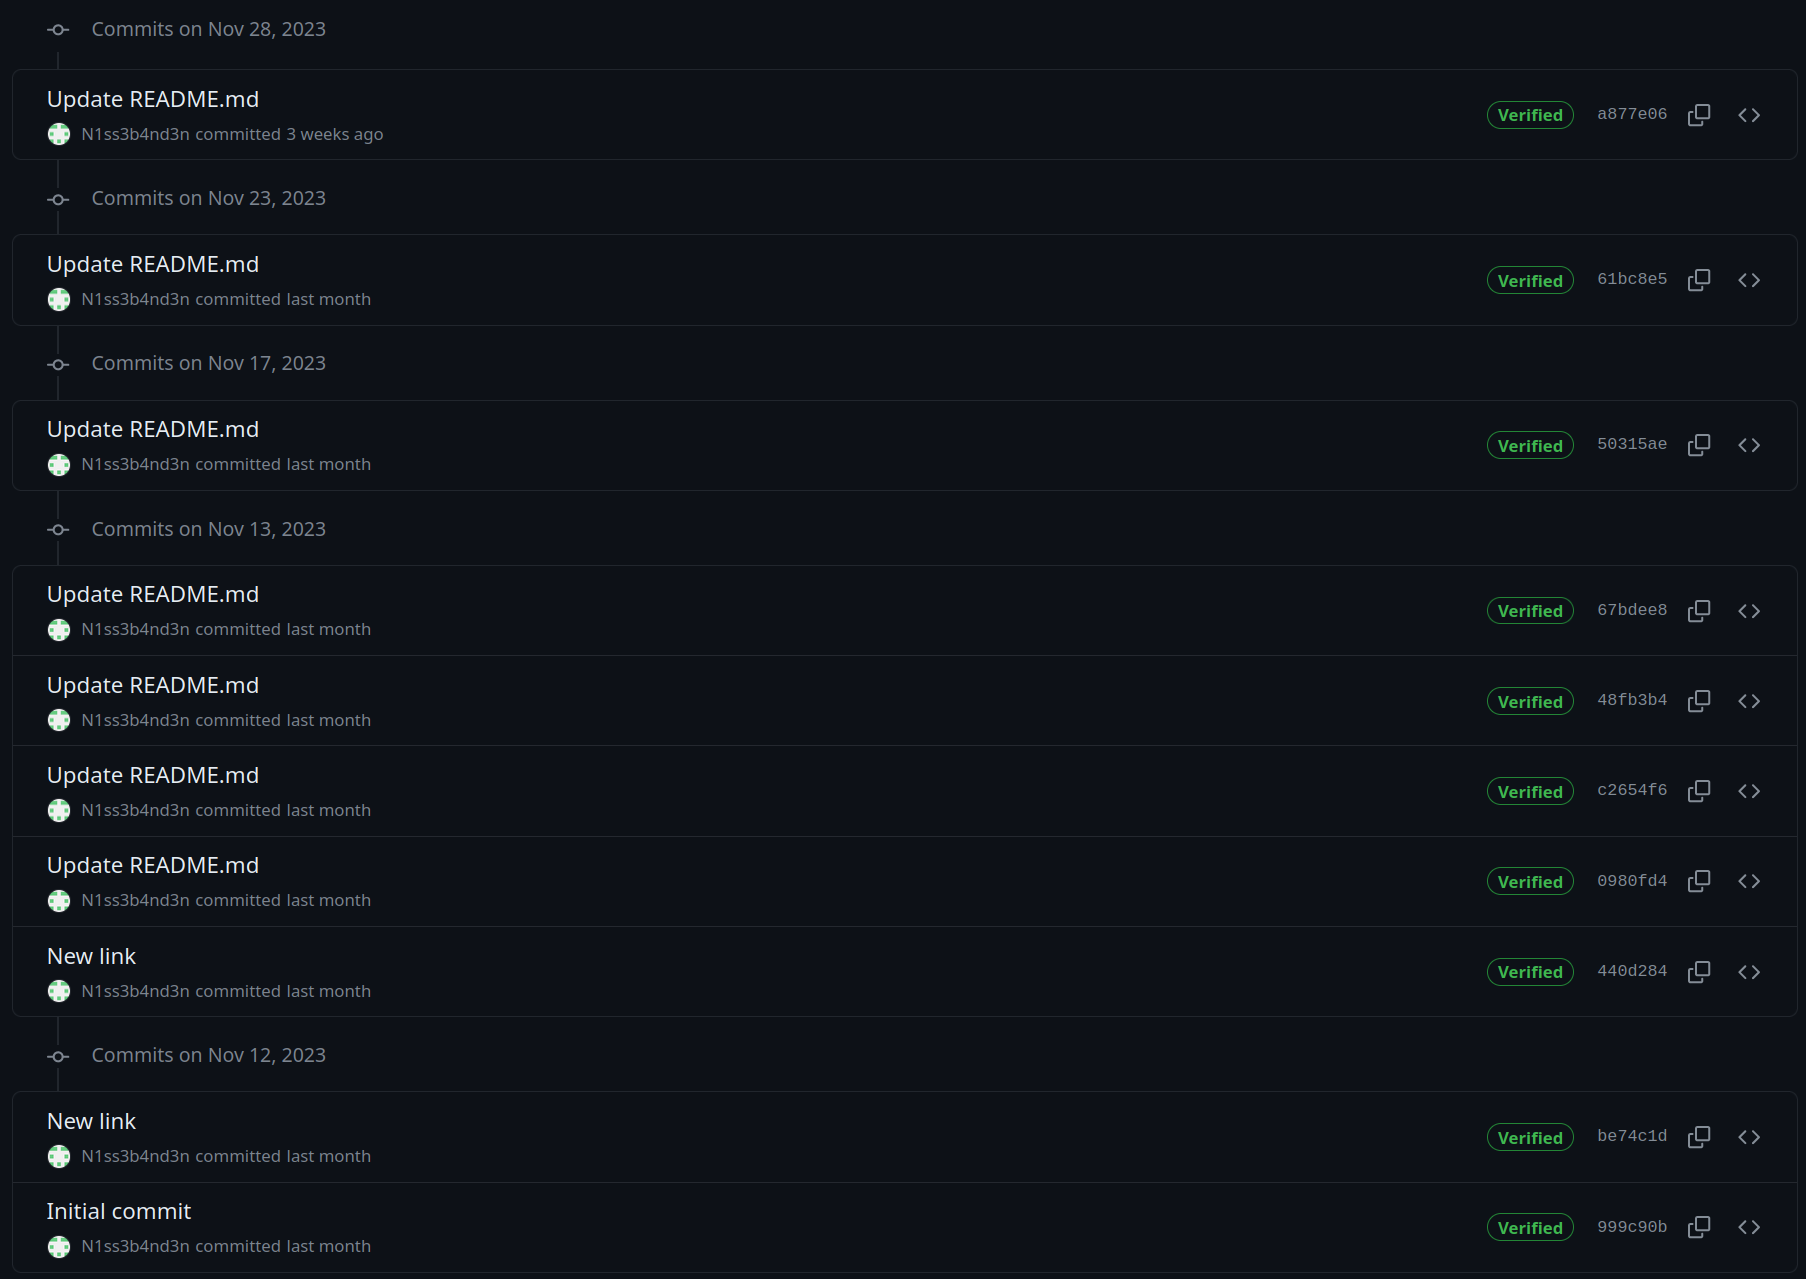 Commits on Nov 28, 2023
Update README.md
N1ss3b4nd3n committed 3 weeks ago
Verified a877e06
Commits on Nov 23, 2023
Update README.md
N1ss3b4nd3n committed last month
Verified 61bc8e5
Commits on Nov 17, 2023
Update README.md
N1ss3b4nd3n committed last month
Verified 50315ae
Commits on Nov 13, 2023
Update README.md
N1ss3b4nd3n committed last month
Verified 67bdee8
Update README.md
N1ss3b4nd3n committed last month
Verified 48fb3b4
Update README.md
N1ss3b4nd3n committed last month
Verified c2654f6
Update README.md
N1ss3b4nd3n committed last month
Verified 0980fd4
New link
N1ss3b4nd3n committed last month
Verified 440d284
Commits on Nov 12, 2023
New link
N1ss3b4nd3n committed last month
Verified be74c1d
Initial commit
N1ss3b4nd3n committed last month
Verified 999c90b